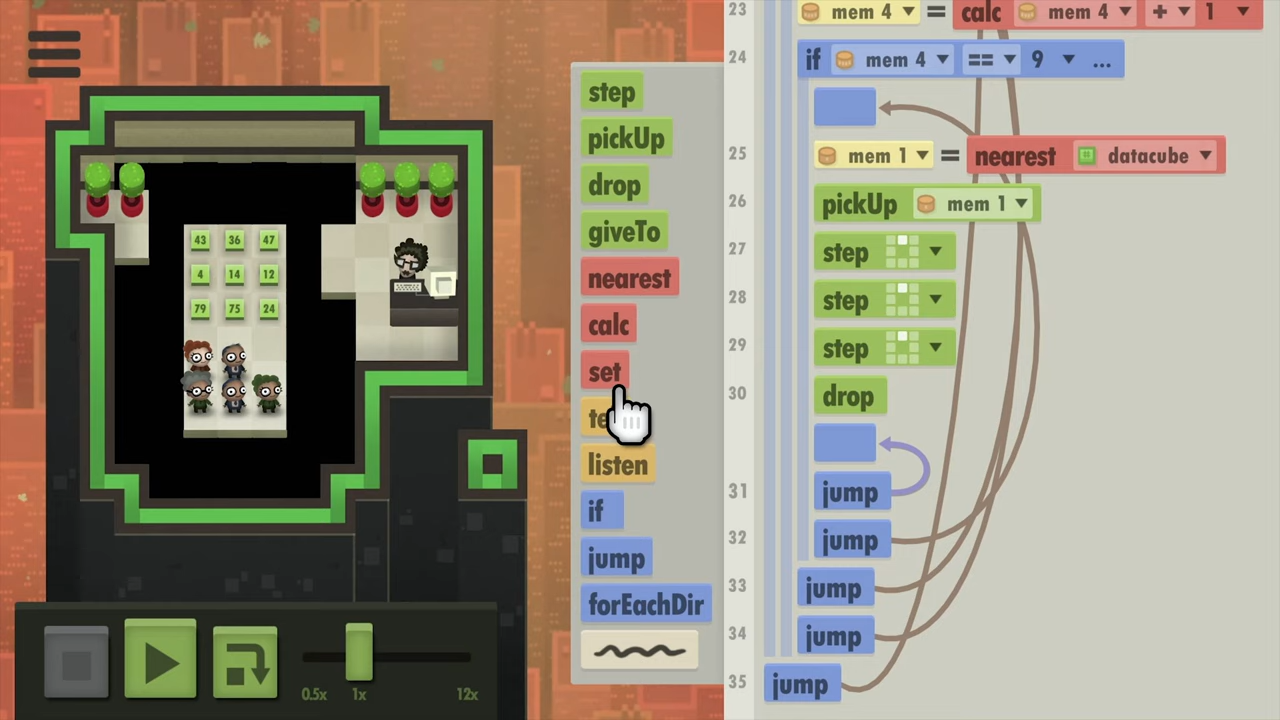 43 36 47
4 14 12
79 75 24
0.5x 1x 12x
step
pickUp
drop
giveTo
nearest
calc
set
listen
if
jump
forEachDir
23 mem 4 = calc mem 4 + 1
24 if mem 4 == 9 ...
25 mem 1 = nearest datacube
26 pickUp mem 1
27 step
28 step
29 step
30 drop
31 jump
32 jump
33 jump
34 jump
35 jump